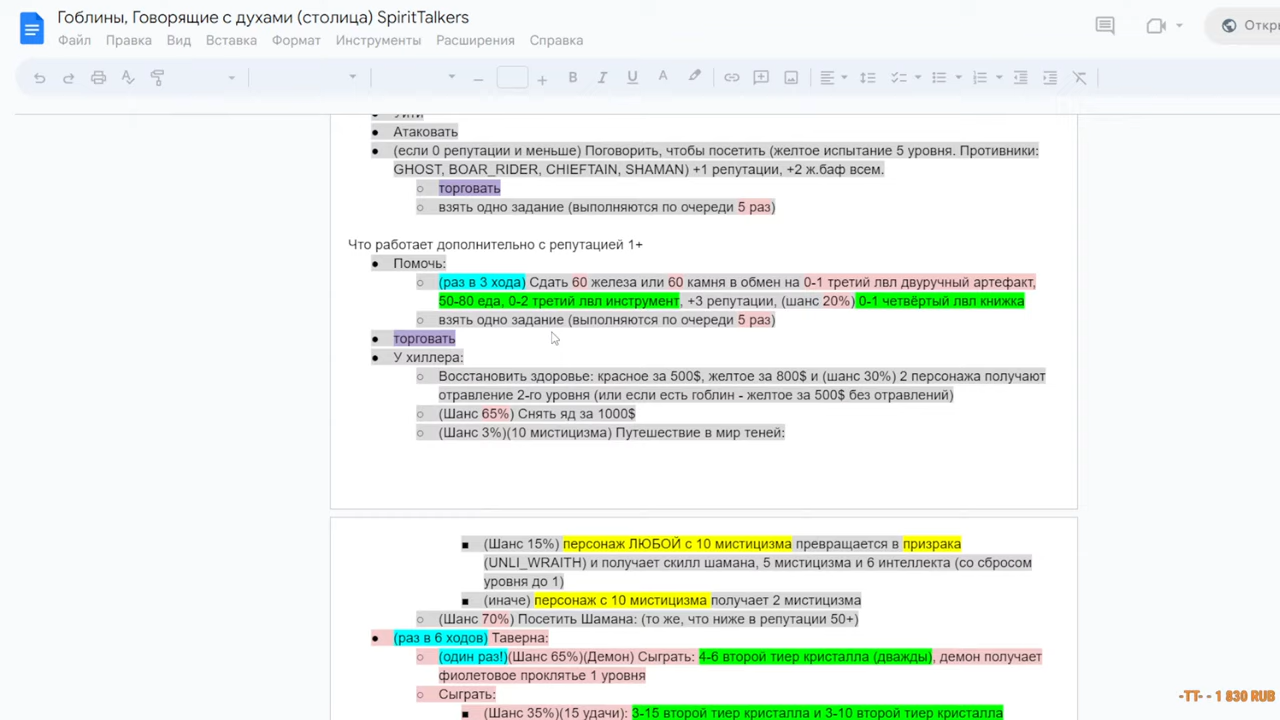 Гоблины, Говорящие с духами (столица) SpiritTalkers
Файл Правка Вид Вставка Формат Инструменты Расширения Справка
Откры
B I U A
Уйти
Атаковать
(если 0 репутации и меньше) Поговорить, чтобы посетить (желтое испытание 5 уровня. Противники:
GHOST, BOAR_RIDER, CHIEFTAIN, SHAMAN) +1 репутации, +2 ж.баф всем.
торговать
взять одно задание (выполняются по очереди 5 раз)
Что работает дополнительно с репутацией 1+
Помочь:
(раз в 3 хода) Сдать 60 железа или 60 камня в обмен на 0-1 третий лвл двуручный артефакт,
50-80 еда, 0-2 третий лвл инструмент, +3 репутации, (шанс 20%) 0-1 четвёртый лвл книжка
взять одно задание (выполняются по очереди 5 раз)
торговать
У хиллера:
Восстановить здоровье: красное за 500$, желтое за 800$ и (шанс 30%) 2 персонажа получают
отравление 2-го уровня (или если есть гоблин - желтое за 500$ без отравлений)
(Шанс 65%) Снять яд за 1000$
(Шанс 3%)(10 мистицизма) Путешествие в мир теней:
(Шанс 15%) персонаж ЛЮБОЙ с 10 мистицизма превращается в призрака
(UNLI_WRAITH) и получает скилл шамана, 5 мистицизма и 6 интеллекта (со сбросом
уровня до 1)
(иначе) персонаж с 10 мистицизма получает 2 мистицизма
(Шанс 70%) Посетить Шамана: (то же, что ниже в репутации 50+)
(раз в 6 ходов) Таверна:
(один раз!)(Шанс 65%)(Демон) Сыграть: 4-6 второй тиер кристалла (дважды), демон получает
фиолетовое проклятье 1 уровня
Сыграть:
(Шанс 35%)(15 удачи): 3-15 второй тиер кристалла и 3-10 второй тиер кристалла
-TT- - 1 830 RUB